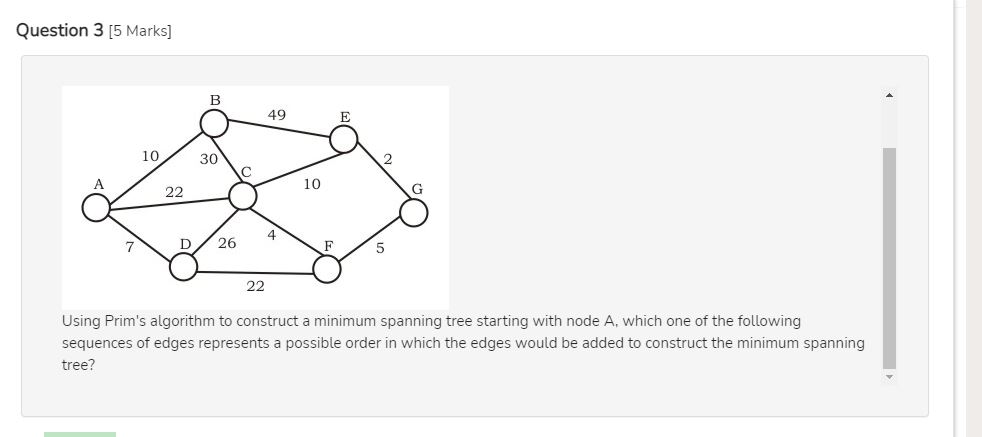 Question 3 [5 Marks]
B
49
E
10
30
2
C
A
22
10
G
7
D
26
4
F
5
22
Using Prim's algorithm to construct a minimum spanning tree starting with node A, which one of the following
sequences of edges represents a possible order in which the edges would be added to construct the minimum spanning
tree?